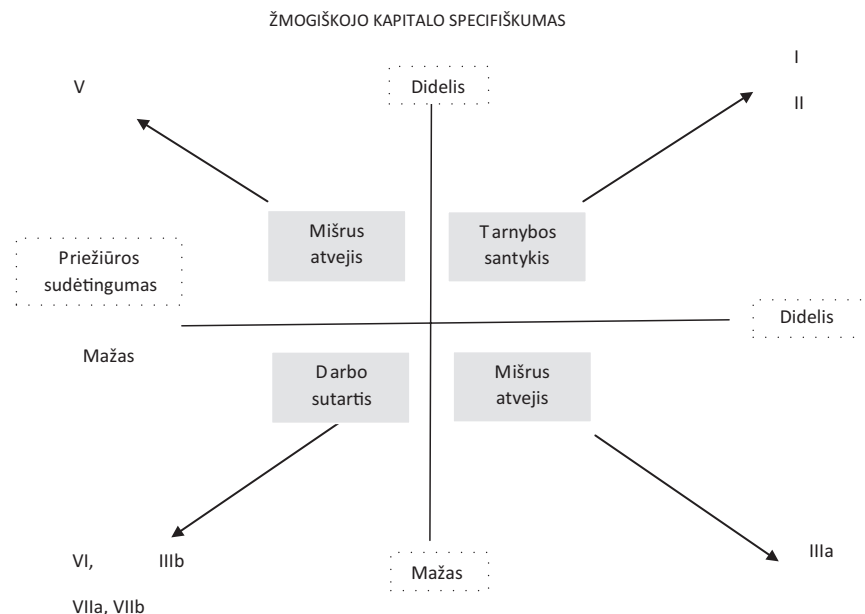 ŽMOGIŠKOJO KAPITALO SPECIFIŠKUMAS
I
V
Didelis
II
Mišrus
atvejis
Tarnybos
santykis
Priežiūros
sudėtingumas
Didelis
Mažas
Darbo
sutartis
Mišrus
atvejis
VI, IIIb
IIIa
Mažas
VIIa, VIIb